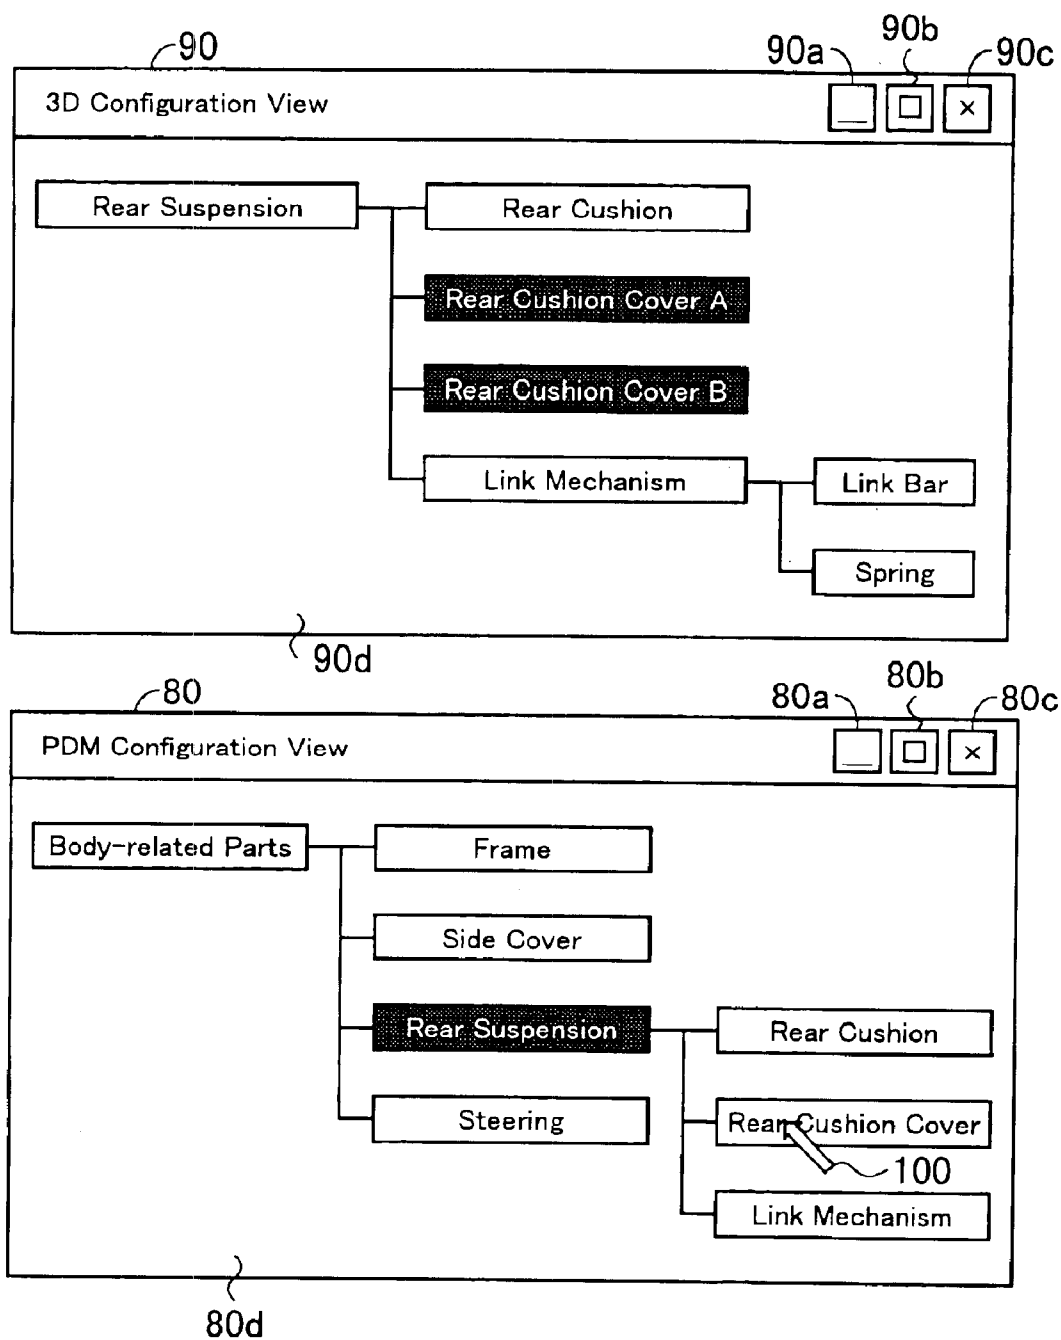 90
90a
90b
90c
3D Configuration View
_
□
×
Rear Suspension
Rear Cushion
Rear Cushion Cover A
Rear Cushion Cover B
Link Mechanism
Link Bar
Spring
90d
80
80a
80b
80c
PDM Configuration View
_
□
×
Body-related Parts
Frame
Side Cover
Rear Suspension
Rear Cushion
Steering
Rear Cushion Cover
100
Link Mechanism
80d